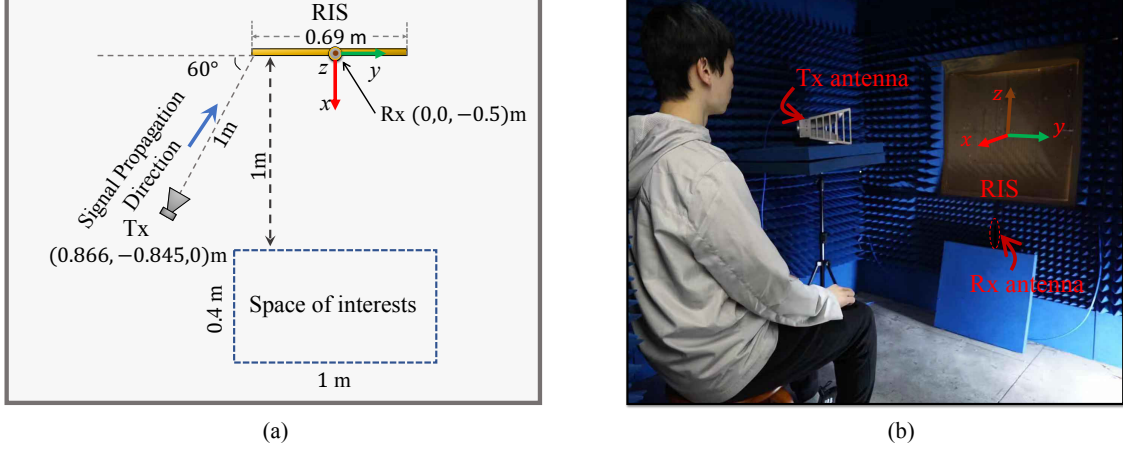 RIS
0.69 m
60°
z
y
x
Rx (0,0, −0.5)m
Signal Propagation
Direction
1m
1m
Tx
(0.866, −0.845,0)m
Space of interests
0.4 m
1 m
(a)
Tx antenna
z
x
y
RIS
Rx antenna
(b)